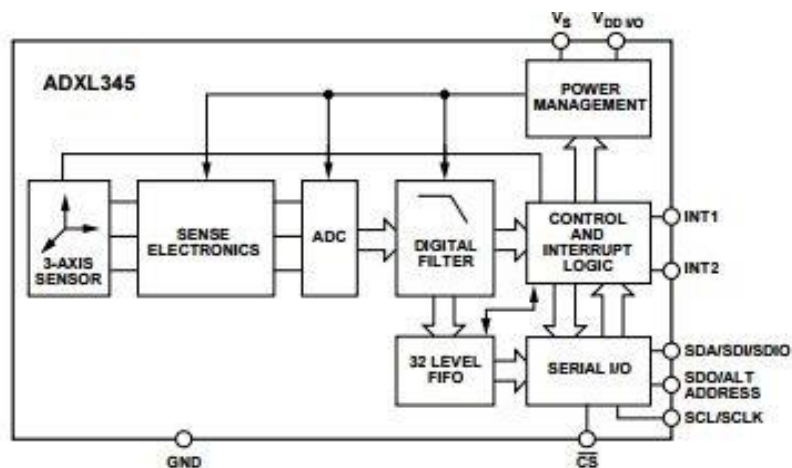 VS
VDD I/O
ADXL345
POWER
MANAGEMENT
3-AXIS
SENSOR
SENSE
ELECTRONICS
ADC
DIGITAL
FILTER
CONTROL
AND
INTERRUPT
LOGIC
INT1
INT2
32 LEVEL
FIFO
SERIAL I/O
SDA/SDI/SDIO
SDO/ALT
ADDRESS
SCL/SCLK
GND
CS